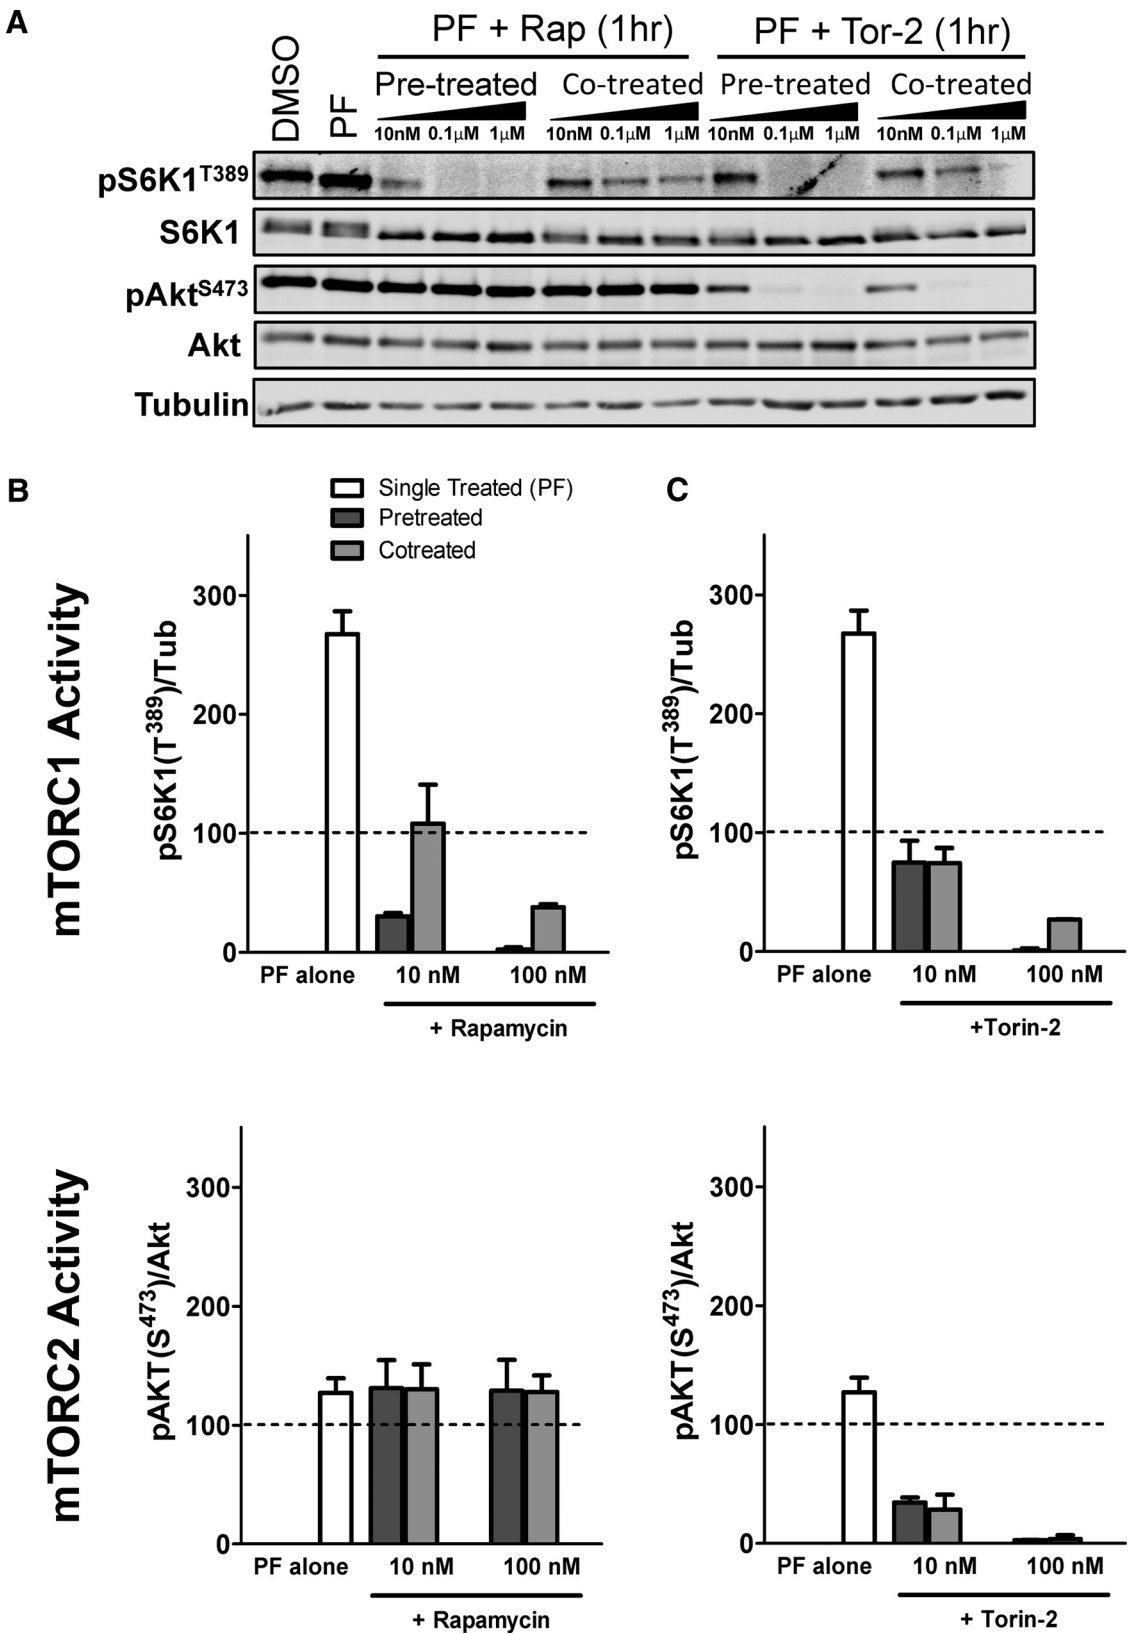 A
PF + Rap (1hr)
PF + Tor-2 (1hr)
DMSO
PF
Pre-treated
Co-treated
Pre-treated
Co-treated
10nM 0.1µM 1µM
10nM 0.1µM 1µM
10nM 0.1µM 1µM
10nM 0.1µM 1µM
pS6K1T389
S6K1
pAktS473
Akt
Tubulin
B
Single Treated (PF)
Pretreated
Cotreated
mTORC1 Activity
pS6K1(T389)/Tub
300
200
100
0
PF alone
10 nM
100 nM
+ Rapamycin
C
pS6K1(T389)/Tub
300
200
100
0
PF alone
10 nM
100 nM
+Torin-2
mTORC2 Activity
pAKT(S473)/Akt
300
200
100
0
PF alone
10 nM
100 nM
+ Rapamycin
pAKT(S473)/Akt
300
200
100
0
PF alone
10 nM
100 nM
+ Torin-2